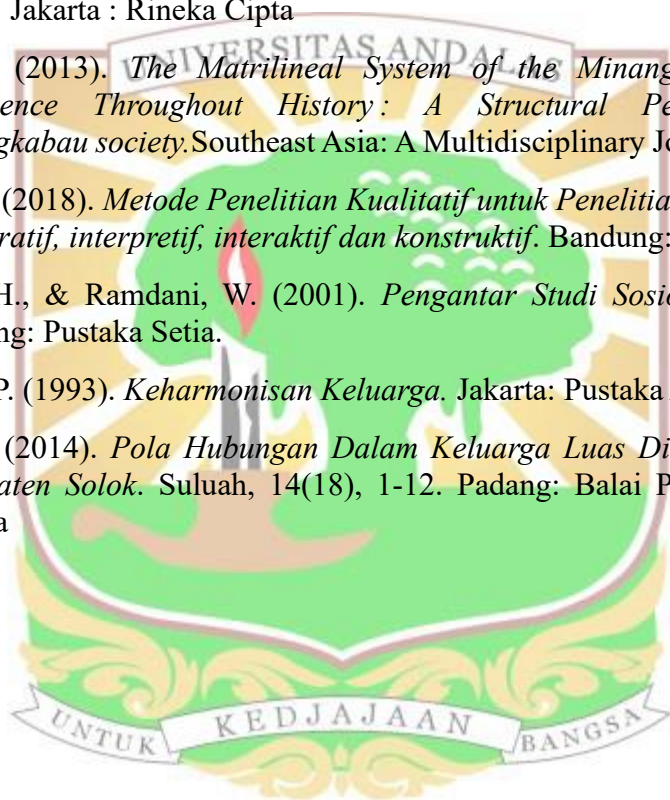 Jakarta : Rineka Cipta
UNIVERSITAS ANDALAS
(2013). The Matrilineal System of the Minang
ence Throughout History : A Structural Pe
gkabau society.Southeast Asia: A Multidisciplinary Jo
(2018). Metode Penelitian Kualitatif untuk Penelitia
ratif, interpretif, interaktif dan konstruktif. Bandung:
H., & Ramdani, W. (2001). Pengantar Studi Sosio
ng: Pustaka Setia.
P. (1993). Keharmonisan Keluarga. Jakarta: Pustaka
(2014). Pola Hubungan Dalam Keluarga Luas Di
aten Solok. Suluah, 14(18), 1-12. Padang: Balai P
a
UNTUK KEDJAJAAN BANGSA